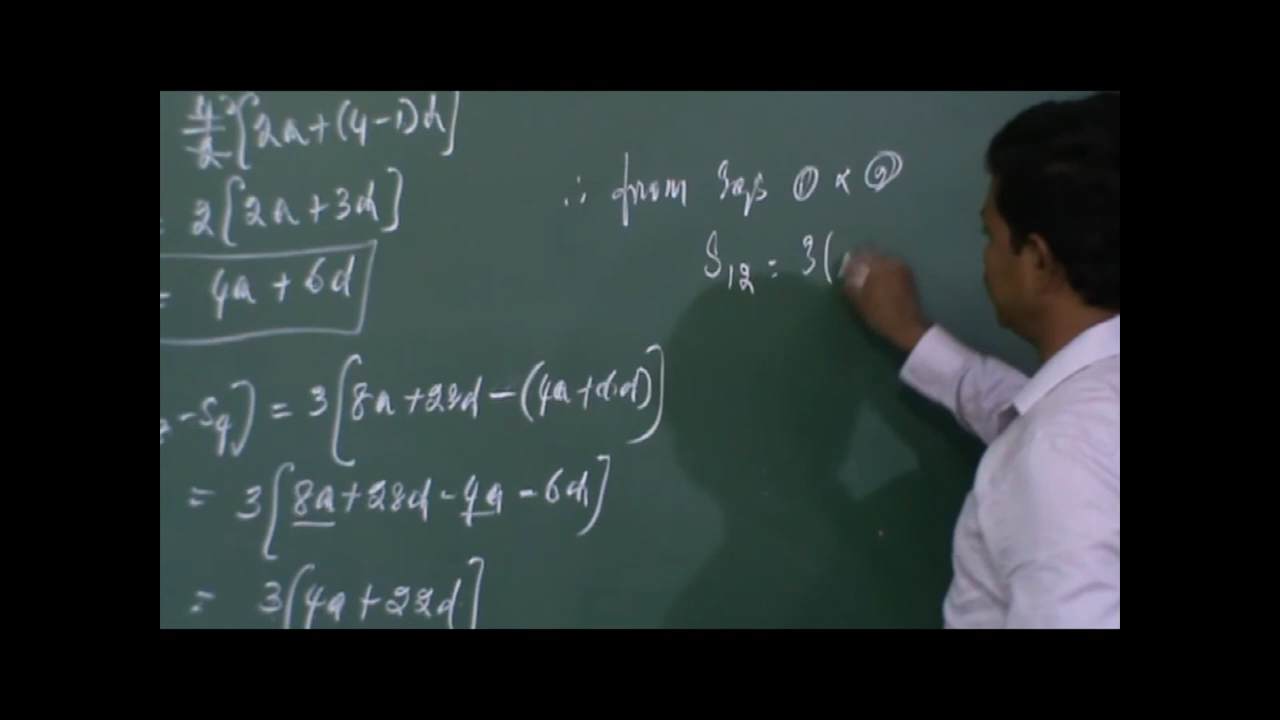 4/2 [2a+(4-1)d]
= 2[2a+3d]
= 4a+6d
-S4] = 3[8a+28d-(4a+6d)]
= 3[8a+28d-4a-6d]
= 3[4a+22d]
∴ from Eqs ① & ②
S12 = 3(